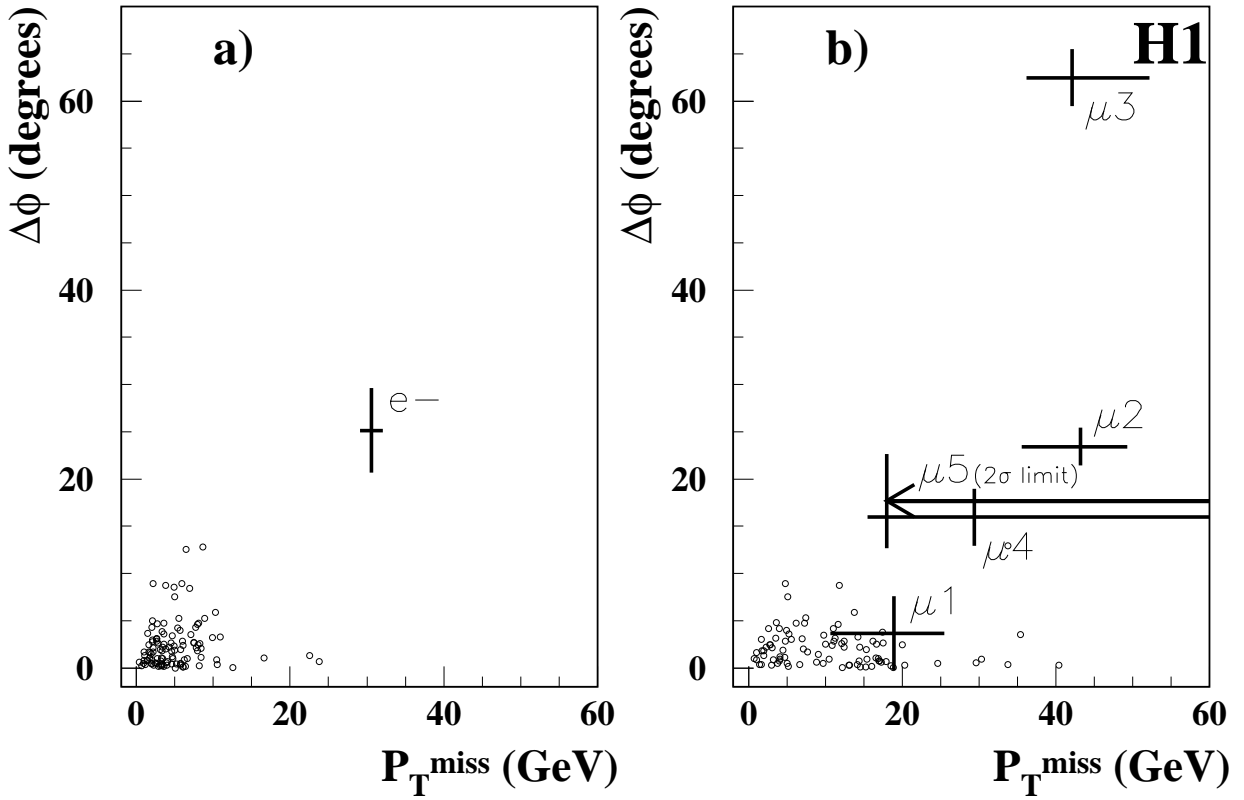 a)
Δϕ (degrees)
60
40
20
0
e−
0 20 40 60
P_T^miss (GeV)
b) H1
Δϕ (degrees)
60
40
20
0
μ3
μ2
μ5 (2σ limit)
μ4
μ1
0 20 40 60
P_T^miss (GeV)